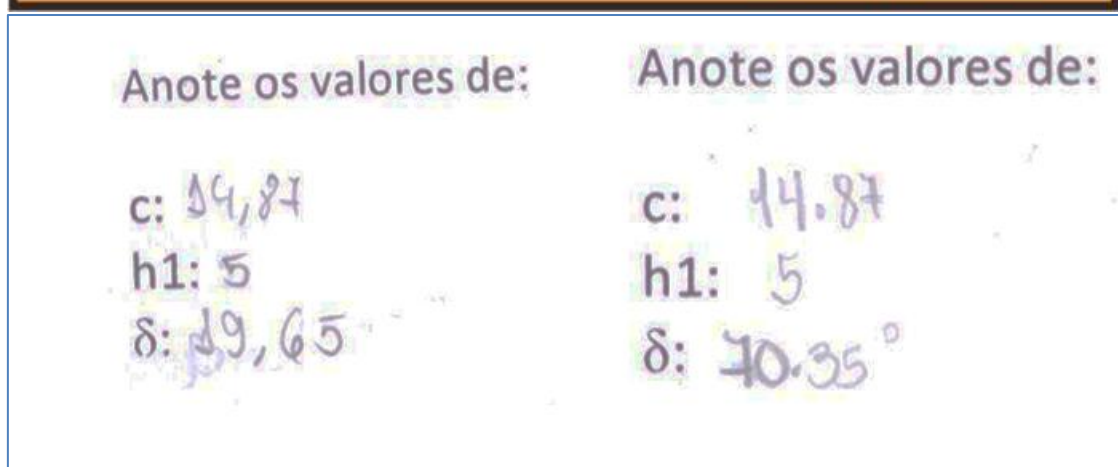 Anote os valores de:
c: 14,87
h1: 5
δ: 19,65
Anote os valores de:
c: 14.87
h1: 5
δ: 70.35°